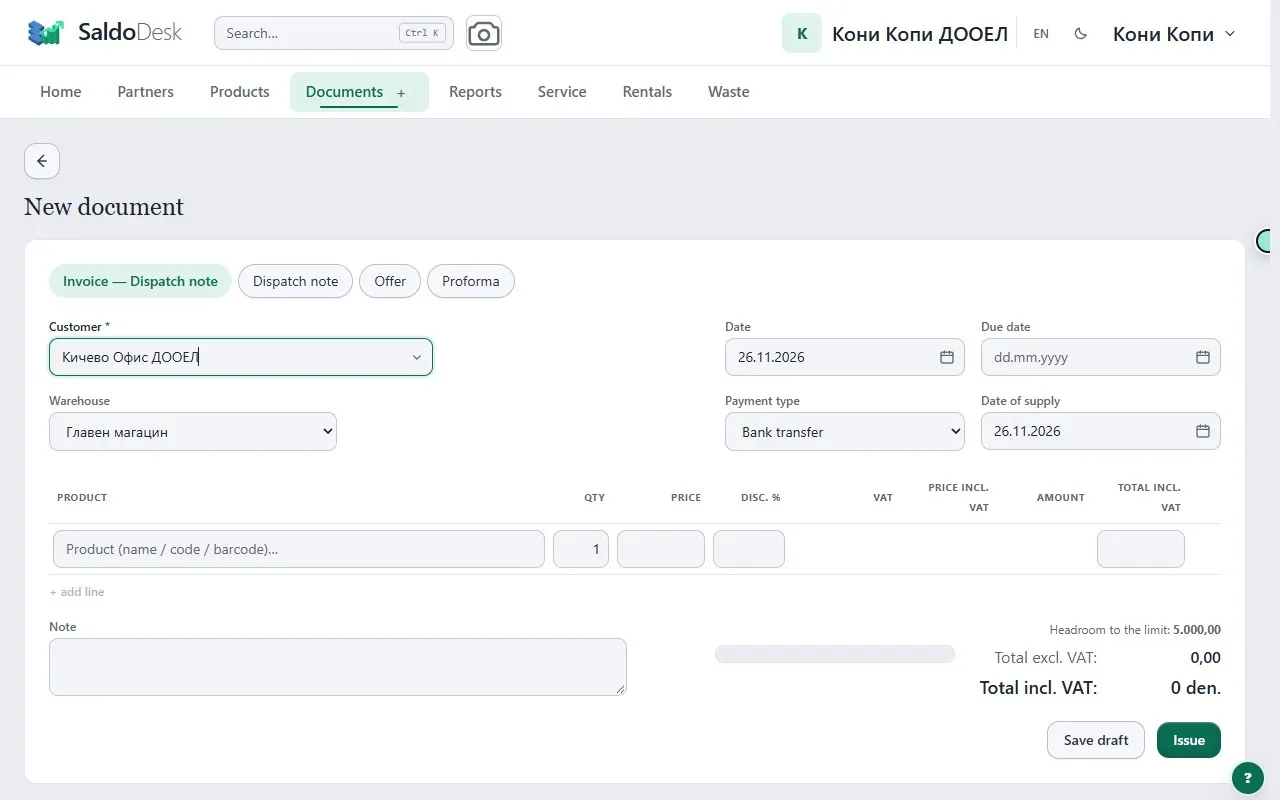 SaldoDesk
Search...
Ctrl K
К
Кони Копи ДООЕЛ
EN
Кони Копи
Home
Partners
Products
Documents +
Reports
Service
Rentals
Waste
New document
Invoice — Dispatch note
Dispatch note
Offer
Proforma
Customer *
Date
Due date
Кичево Офис ДООЕЛ
26.11.2026
dd.mm.yyyy
Warehouse
Payment type
Date of supply
Главен магацин
Bank transfer
26.11.2026
PRODUCT
QTY
PRICE
DISC. %
VAT
PRICE INCL. VAT
AMOUNT
TOTAL INCL. VAT
Product (name / code / barcode)...
1
+ add line
Note
Headroom to the limit: 5.000,00
Total excl. VAT: 0,00
Total incl. VAT: 0 den.
Save draft
Issue
?